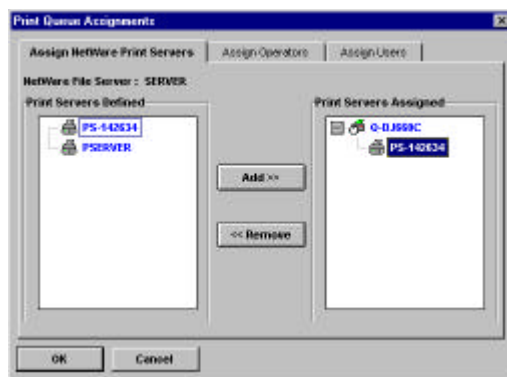 Print Queue Assignments
Assign NetWare Print Servers
Assign Operators
Assign Users
NetWare File Server : SERVER
Print Servers Defined
PS-142634
PSERVER
Add >>
<< Remove
Print Servers Assigned
Q-DJ660C
PS-142634
OK
Cancel